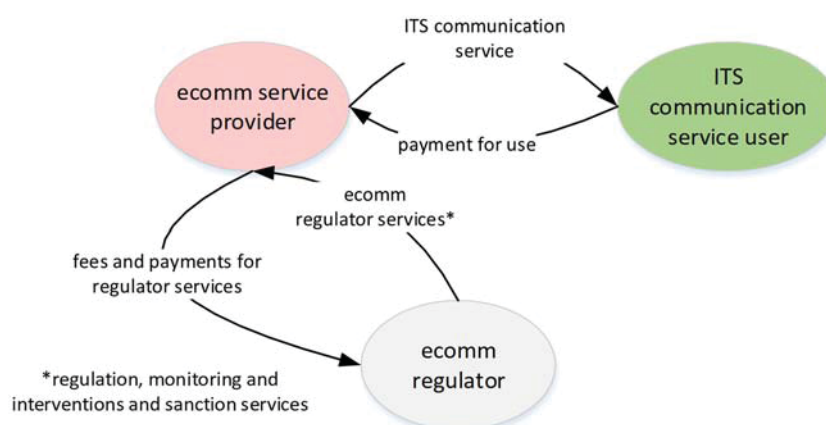 ITS communication
service
ecomm service
provider
ITS
communication
service user
payment for use
ecomm
regulator services*
fees and payments for
regulator services
ecomm
regulator
*regulation, monitoring and
interventions and sanction services